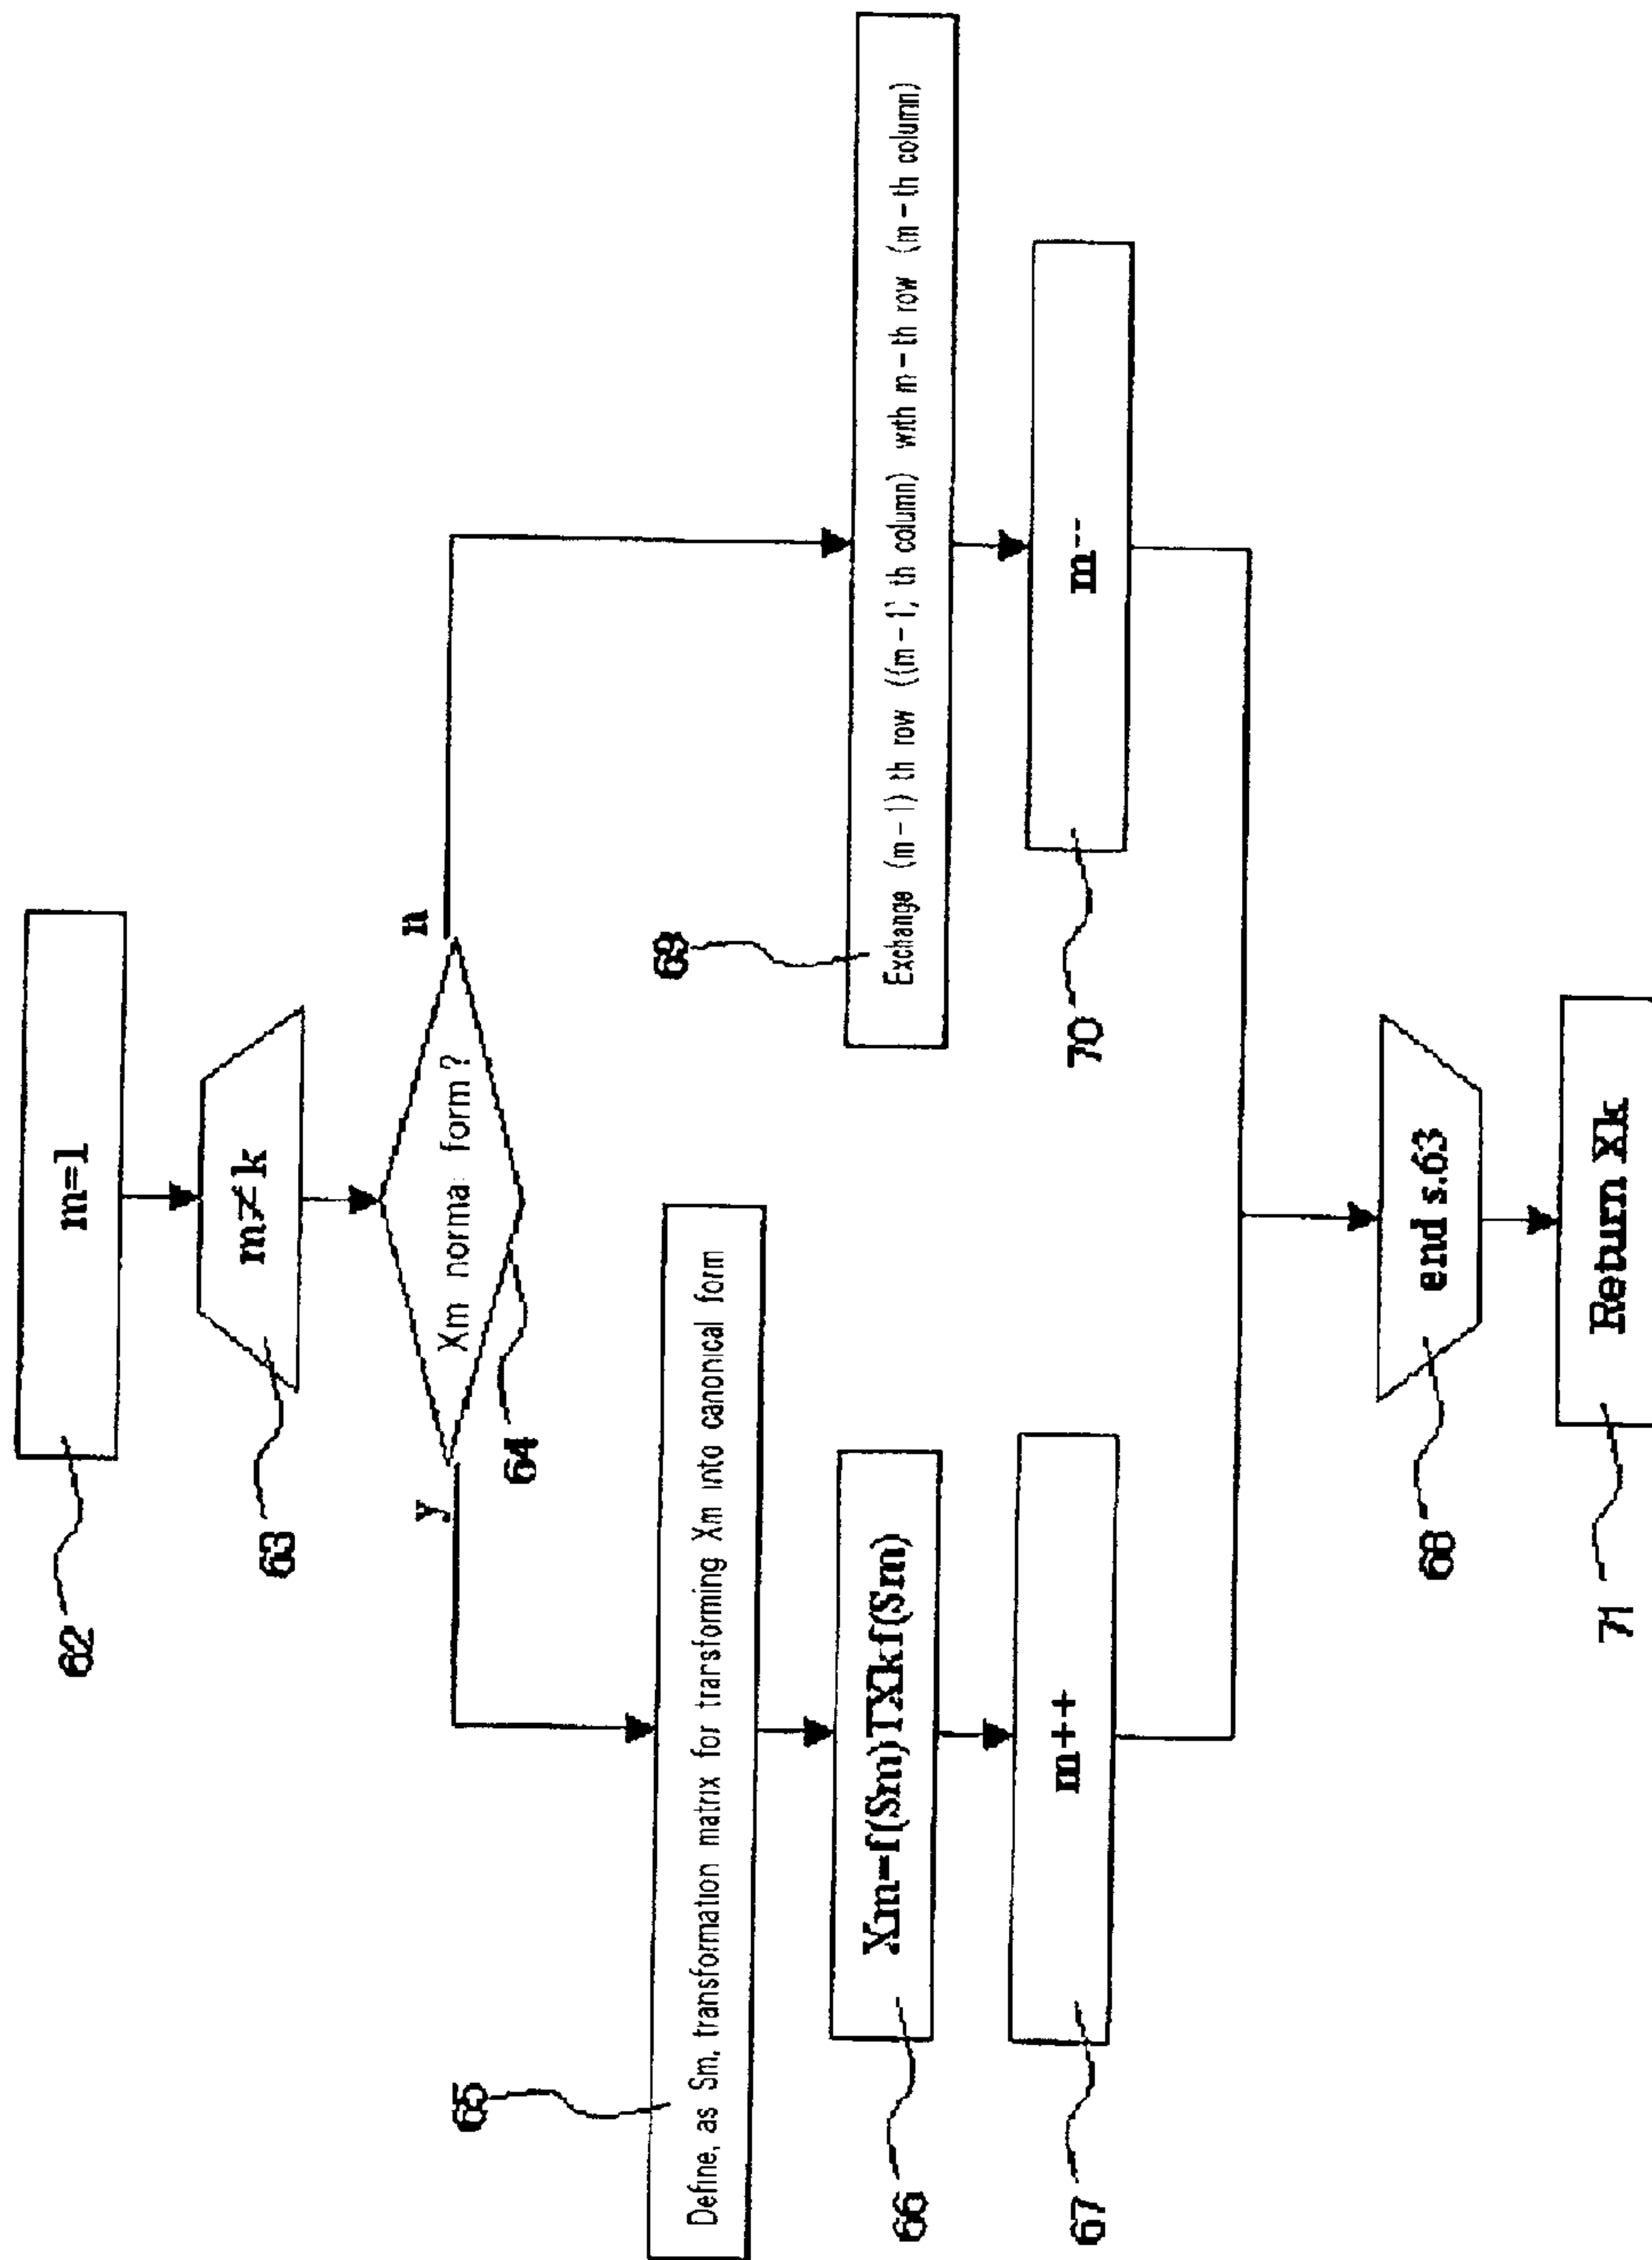 62
m=1
63
m≠k
64
Xm norma: form?
y
n
65
Define, as Sm, transformation matrix for transforming Xm into canonical form
66
Xm=f(Sm)TXkf(Sm)
67
m++
69
Exchange (m-1) th row ((m-1) th column) with m-th row (m-th column)
70
m--
68
end s.63
71
Return Xk